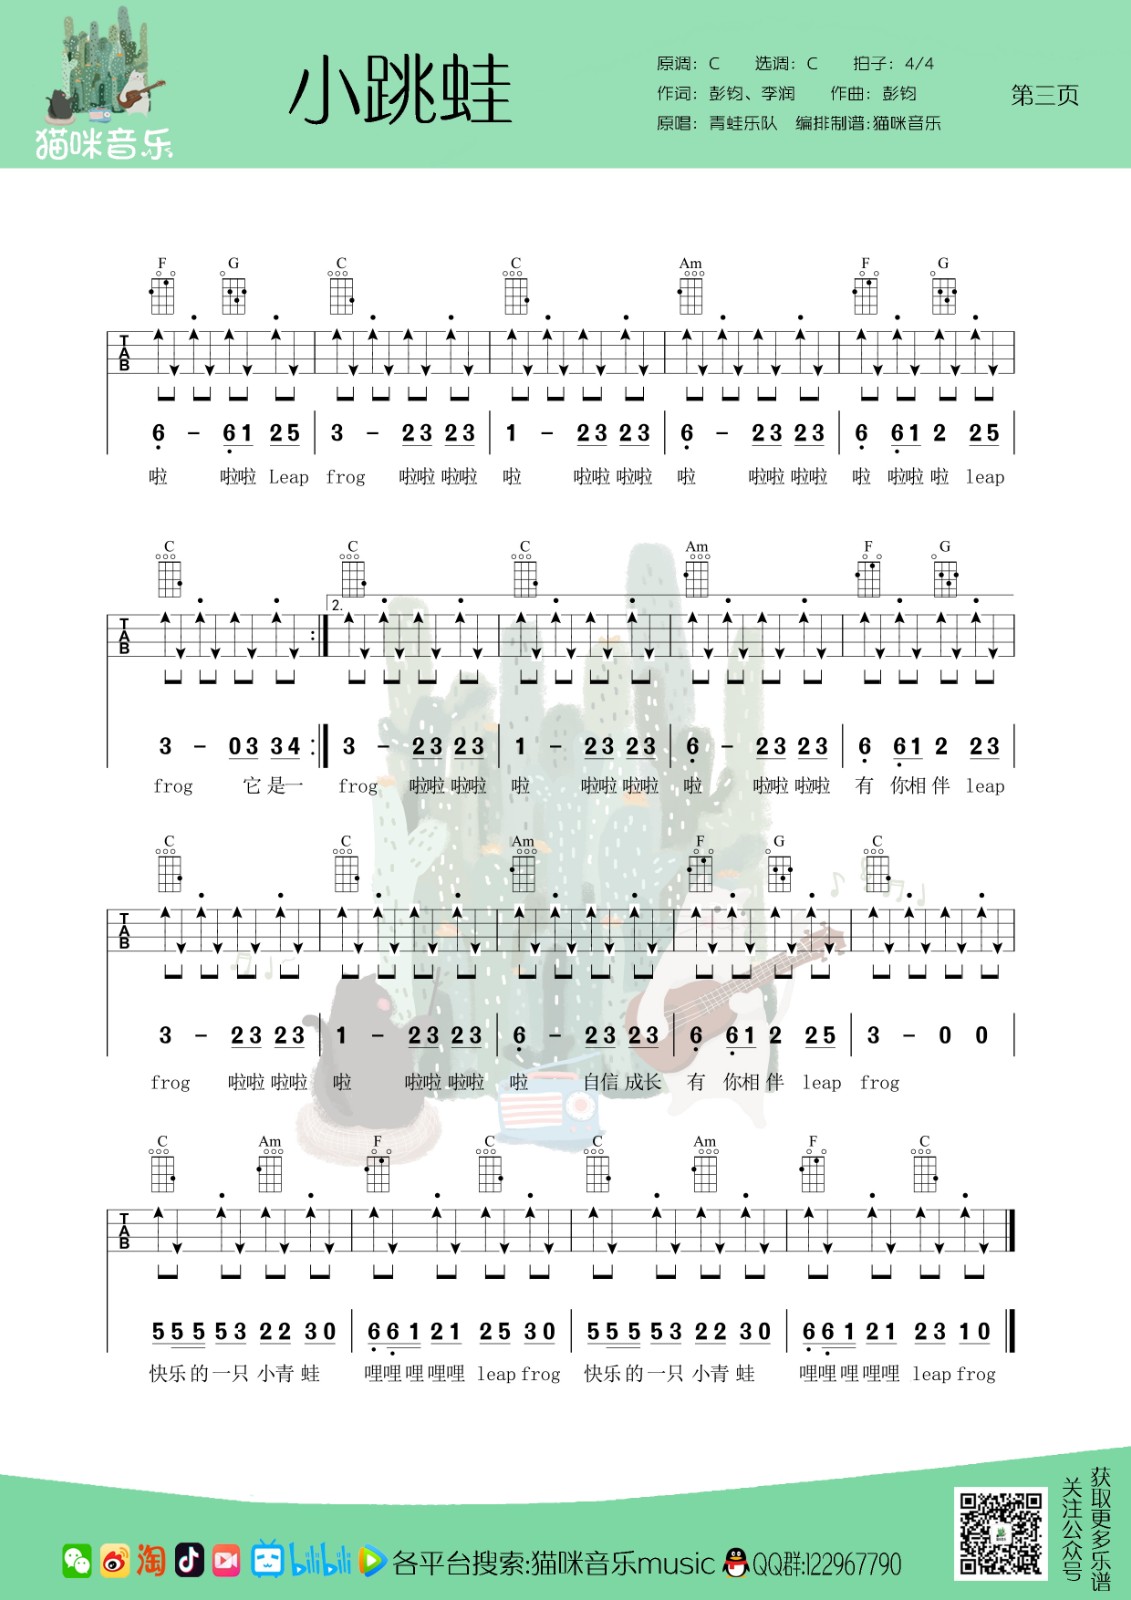 猫咪音乐
小跳蛙
原调: C 选调: C 拍子: 4/4
作词: 彭钧、李润 作曲: 彭钧
原唱: 青蛙乐队 编排制谱:猫咪音乐
第三页
F G C C Am F G
TAB
6 - 61 25 | 3 - 23 23 | 1 - 23 23 | 6 - 23 23 | 6 61 2 25 |
啦 啦啦 Leap frog 啦啦 啦啦 啦 啦啦 啦啦 啦 啦啦 啦啦 啦 啦啦 啦 leap
C C C Am F G
2.
TAB
3 - 03 34 :| 3 - 23 23 | 1 - 23 23 | 6 - 23 23 | 6 61 2 23 |
frog 它 是一 frog 啦啦 啦啦 啦 啦啦 啦啦 啦 啦啦 啦啦 有 你相 伴 leap
C C Am F G C
TAB
3 - 23 23 | 1 - 23 23 | 6 - 23 23 | 6 61 2 25 | 3 - 0 0 |
frog 啦啦 啦啦 啦 啦啦 啦啦 啦 自信 成长 有 你相 伴 leap frog
C Am F C C Am F C
TAB
555 53 22 30 | 661 21 25 30 | 555 53 22 30 | 661 21 23 10 ‖
快乐的一只 小青 蛙 哩哩 哩 哩哩 leap frog 快乐的一只 小青 蛙 哩哩 哩 哩哩 leap frog
淘 bilibili 各平台搜索:猫咪音乐music QQ群:122967790
关注公众号
获取更多乐谱